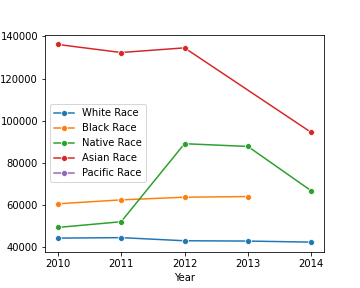 140000
120000
100000
80000
60000
40000
White Race
Black Race
Native Race
Asian Race
Pacific Race
2010 2011 2012 2013 2014
Year